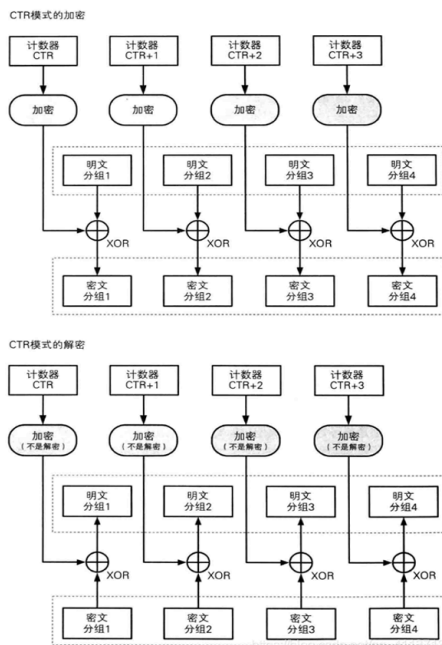 CTR模式的加密
计数器 计数器 计数器 计数器
CTR CTR+1 CTR+2 CTR+3
加密 加密 加密 加密
明文 明文 明文 明文
分组1 分组2 分组3 分组4
XOR XOR XOR XOR
密文 密文 密文 密文
分组1 分组2 分组3 分组4
CTR模式的解密
计数器 计数器 计数器 计数器
CTR CTR+1 CTR+2 CTR+3
加密 加密 加密 加密
(不是解密) (不是解密) (不是解密) (不是解密)
明文 明文 明文 明文
分组1 分组2 分组3 分组4
XOR XOR XOR XOR
密文 密文 密文 密文
分组1 分组2 分组3 分组4